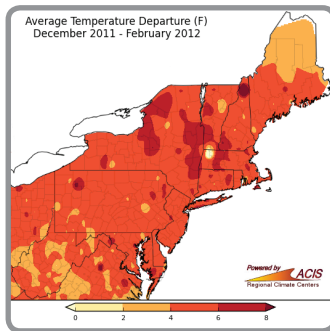 Average Temperature Departure (F)
December 2011 - February 2012
Powered by
ACIS
Regional Climate Centers
0 2 4 6 8